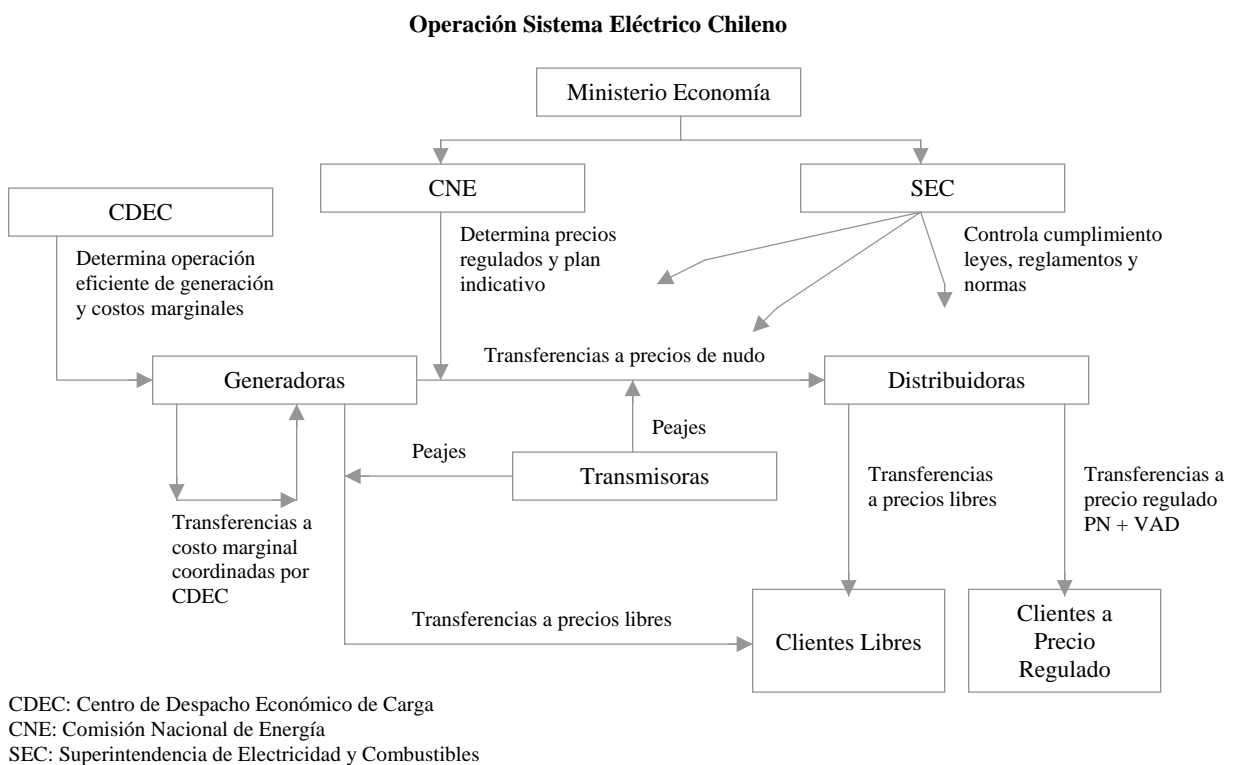 Operación Sistema Eléctrico Chileno
Ministerio Economía
CNE
SEC
CDEC
Determina operación
eficiente de generación
y costos marginales
Determina precios
regulados y plan
indicativo
Controla cumplimiento
leyes, reglamentos y
normas
Transferencias a precios de nudo
Generadoras
Distribuidoras
Peajes
Peajes
Transmisoras
Transferencias a
costo marginal
coordinadas por
CDEC
Transferencias
a precios libres
Transferencias a
precio regulado
PN + VAD
Transferencias a precios libres
Clientes Libres
Clientes a
Precio
Regulado
CDEC: Centro de Despacho Económico de Carga
CNE: Comisión Nacional de Energía
SEC: Superintendencia de Electricidad y Combustibles